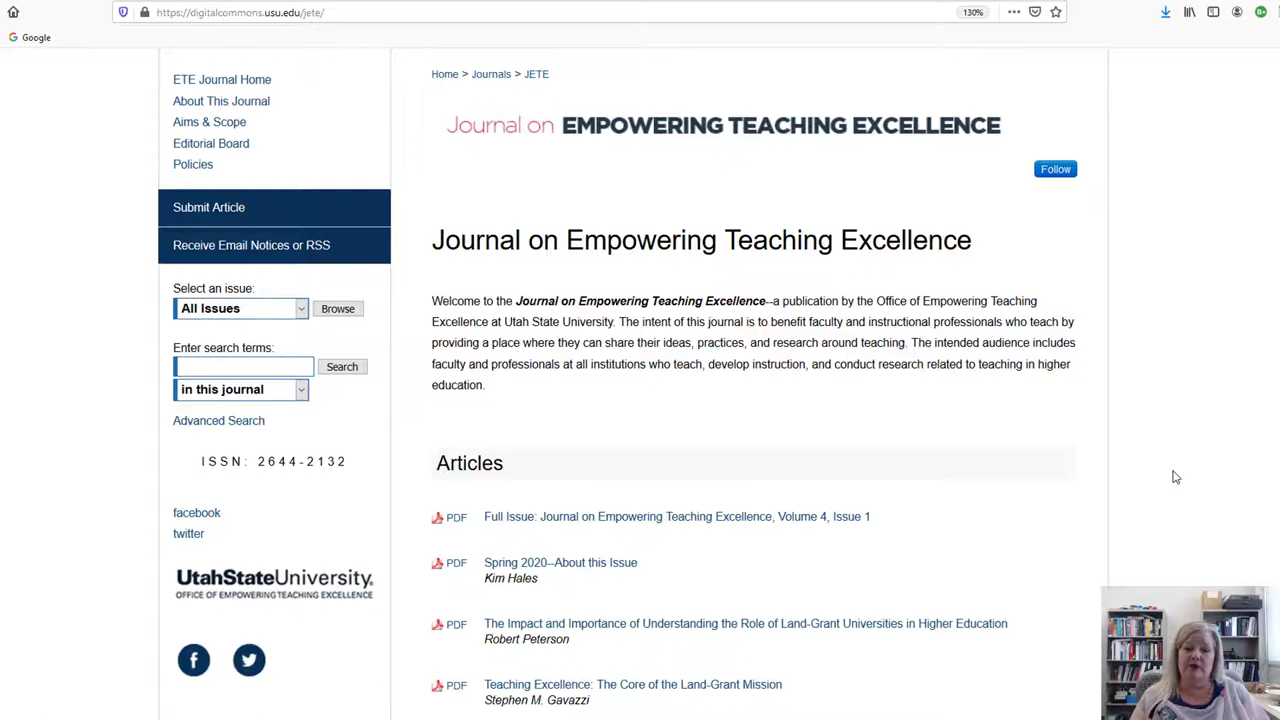 https://digitalcommons.usu.edu/jete/
130%
Google
ETE Journal Home
About This Journal
Aims & Scope
Editorial Board
Policies
Submit Article
Receive Email Notices or RSS
Select an issue:
All Issues
Browse
Enter search terms:
Search
in this journal
Advanced Search
ISSN: 2644-2132
facebook
twitter
UtahStateUniversity
OFFICE OF EMPOWERING TEACHING EXCELLENCE
Home > Journals > JETE
Journal on EMPOWERING TEACHING EXCELLENCE
Follow
Journal on Empowering Teaching Excellence
Welcome to the Journal on Empowering Teaching Excellence--a publication by the Office of Empowering Teaching
Excellence at Utah State University. The intent of this journal is to benefit faculty and instructional professionals who teach by
providing a place where they can share their ideas, practices, and research around teaching. The intended audience includes
faculty and professionals at all institutions who teach, develop instruction, and conduct research related to teaching in higher
education.
Articles
PDF Full Issue: Journal on Empowering Teaching Excellence, Volume 4, Issue 1
PDF Spring 2020--About this Issue
Kim Hales
PDF The Impact and Importance of Understanding the Role of Land-Grant Universities in Higher Education
Robert Peterson
PDF Teaching Excellence: The Core of the Land-Grant Mission
Stephen M. Gavazzi